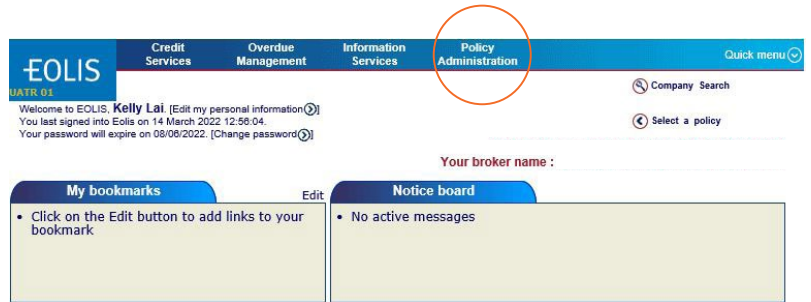 EOLIS
UATR 01
Credit Services
Overdue Management
Information Services
Policy Administration
Quick menu
Company Search
Welcome to EOLIS, Kelly Lai. [Edit my personal information]
You last signed into Eolis on 14 March 2022 12:56:04.
Select a policy
Your password will expire on 08/06/2022. [Change password]
Your broker name :
My bookmarks
Edit
Notice board
• Click on the Edit button to add links to your
bookmark
• No active messages